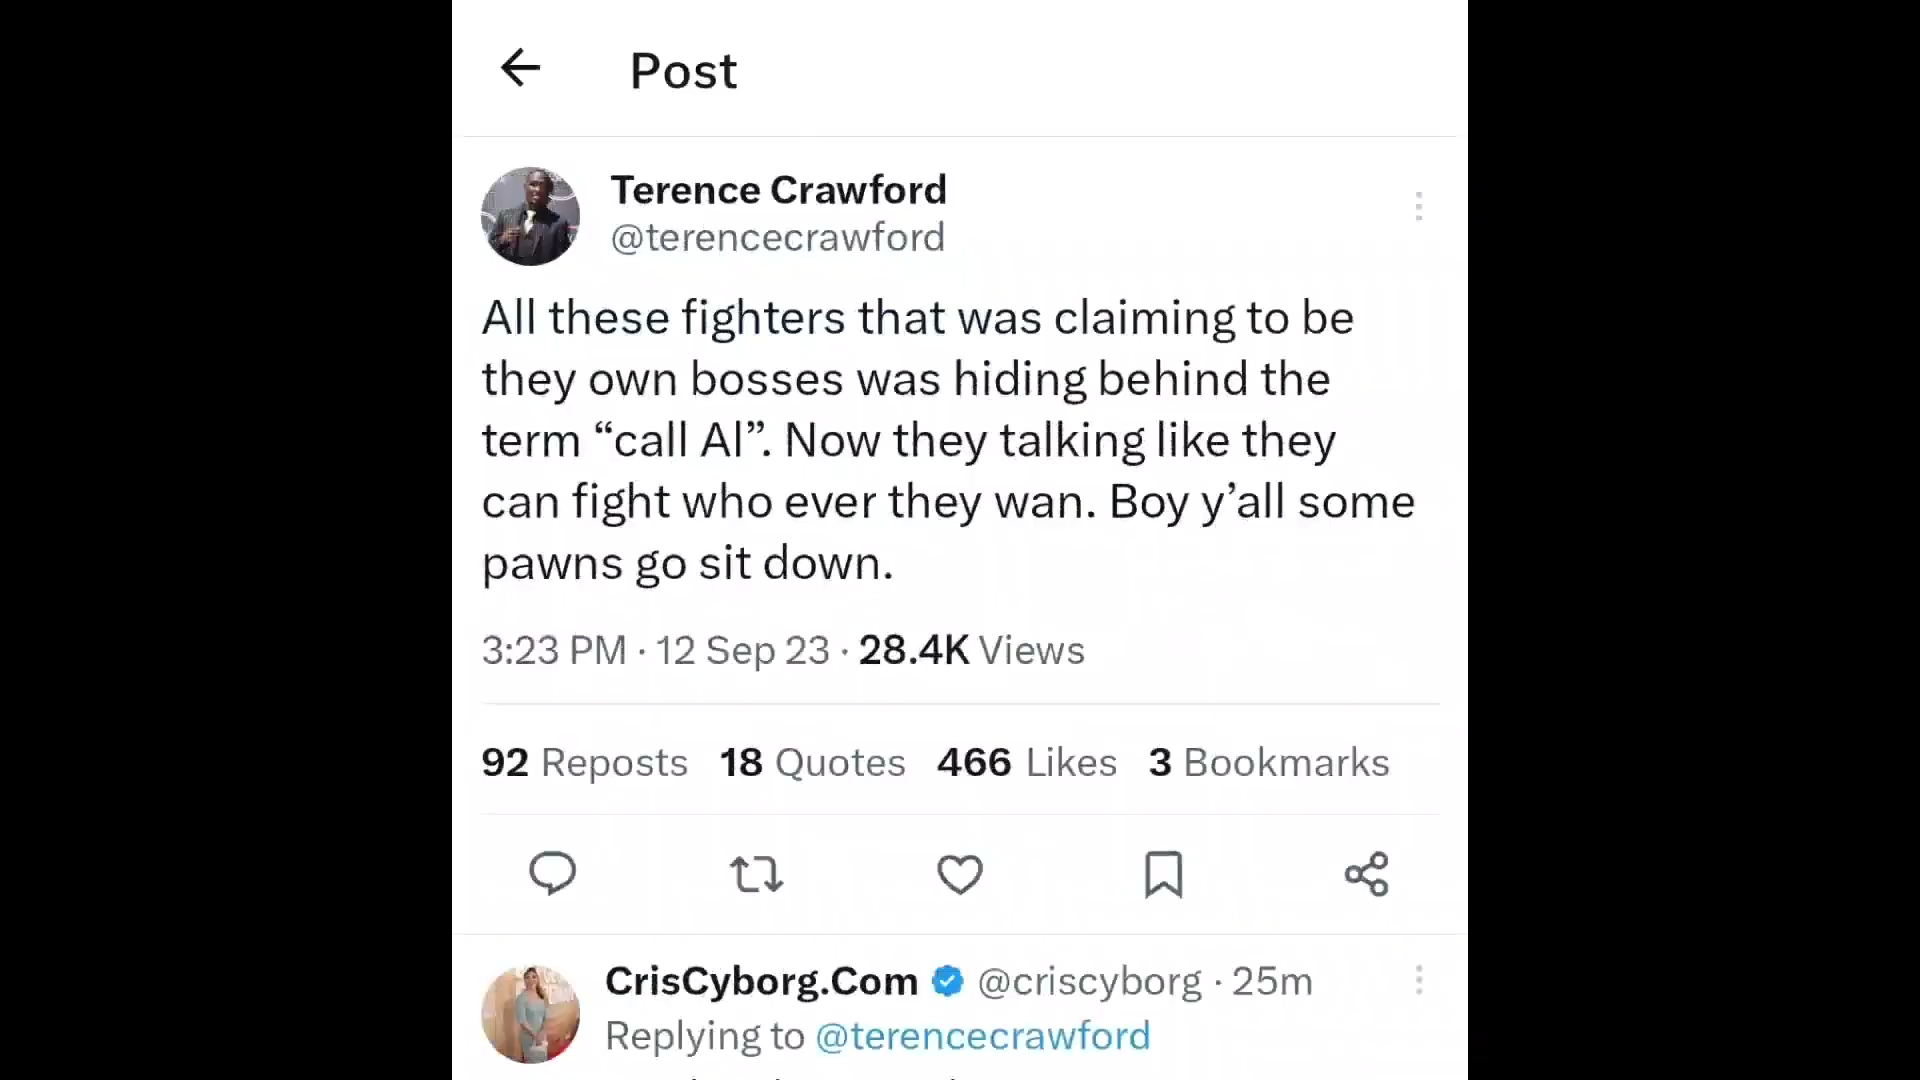 Post
Terence Crawford
@terencecrawford
All these fighters that was claiming to be
they own bosses was hiding behind the
term “call Al”. Now they talking like they
can fight who ever they wan. Boy y’all some
pawns go sit down.
3:23 PM · 12 Sep 23 · 28.4K Views
92 Reposts 18 Quotes 466 Likes 3 Bookmarks
CrisCyborg.Com @criscyborg · 25m
Replying to @terencecrawford